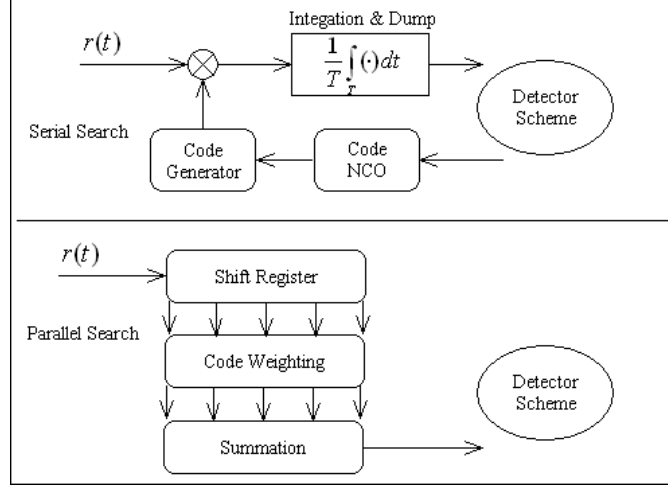 Integation & Dump
r(t)
1/T ∫_T (·)dt
Detector
Scheme
Serial Search
Code
Generator
Code
NCO
r(t)
Shift Register
Parallel Search
Code Weighting
Detector
Scheme
Summation